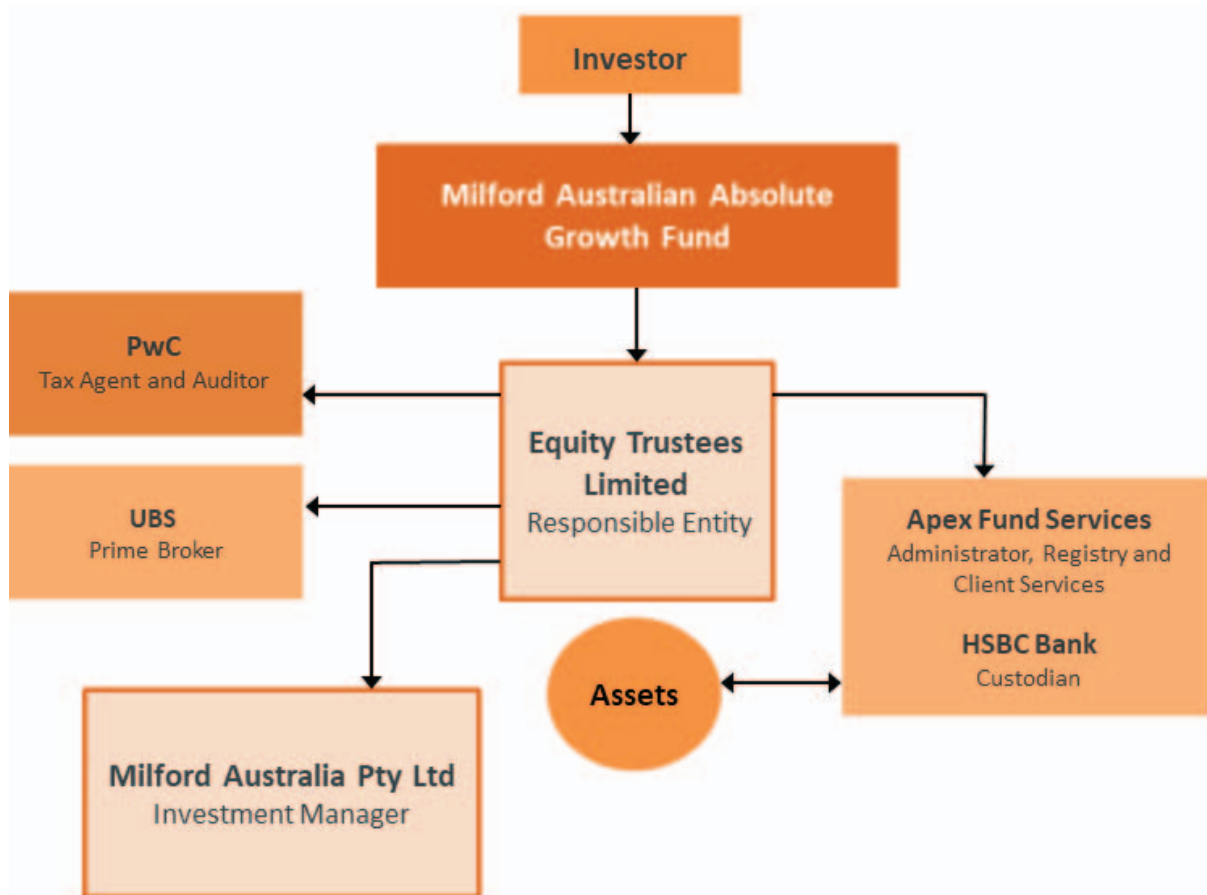 Investor
Milford Australian Absolute
Growth Fund
PwC
Tax Agent and Auditor
Equity Trustees
Limited
Responsible Entity
UBS
Prime Broker
Apex Fund Services
Administrator, Registry and
Client Services
HSBC Bank
Custodian
Assets
Milford Australia Pty Ltd
Investment Manager